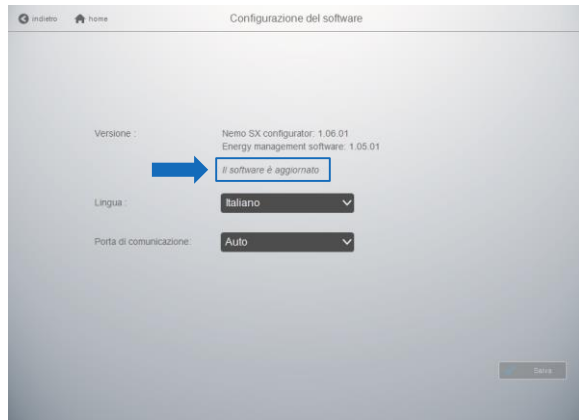 indietro home Configurazione del software
Versione : Nemo SX configurator: 1.06.01
Energy management software: 1.05.01
Il software è aggiornato
Lingua : Italiano
Porta di comunicazione: Auto
Salva